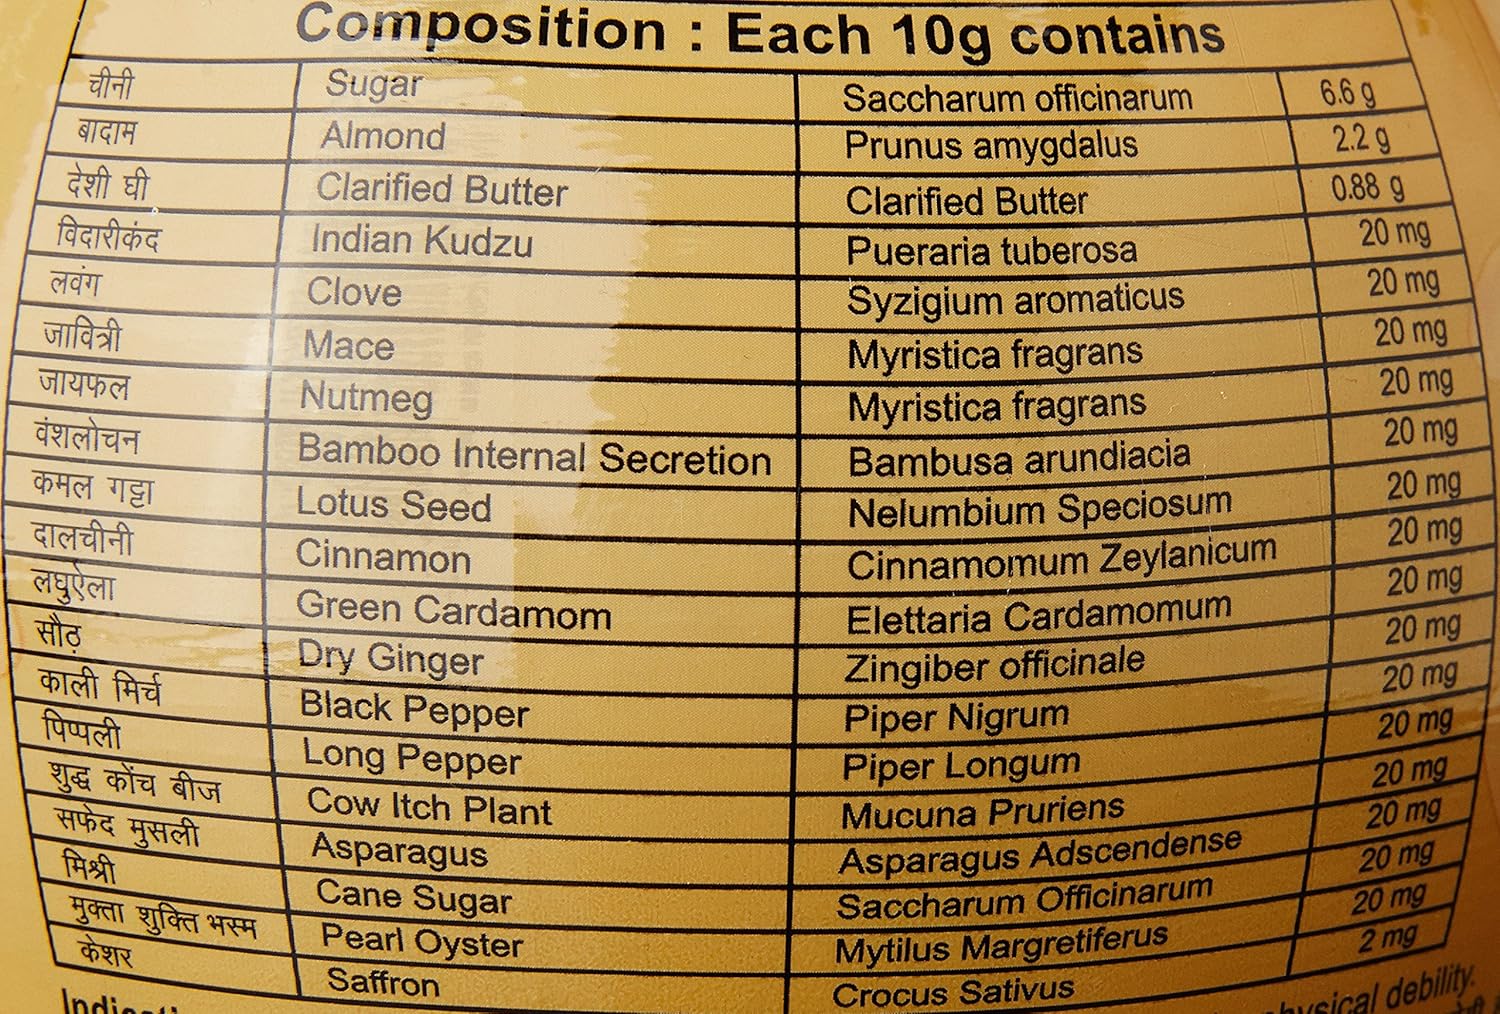 Composition : Each 10g contains
चीनी Sugar Saccharum officinarum 6.6 g
बादाम Almond Prunus amygdalus 2.2 g
देशी घी Clarified Butter Clarified Butter 0.88 g
विदारीकंद Indian Kudzu Pueraria tuberosa 20 mg
लवंग Clove Syzigium aromaticus 20 mg
जावित्री Mace Myristica fragrans 20 mg
जायफल Nutmeg Myristica fragrans 20 mg
वंशलोचन Bamboo Internal Secretion Bambusa arundiacia 20 mg
कमल गट्टा Lotus Seed Nelumbium Speciosum 20 mg
दालचीनी Cinnamon Cinnamomum Zeylanicum 20 mg
लघुऐला Green Cardamom Elettaria Cardamomum 20 mg
सौठ़ Dry Ginger Zingiber officinale 20 mg
काली मिर्च Black Pepper Piper Nigrum 20 mg
पिप्पली Long Pepper Piper Longum 20 mg
शुद्ध कोंच बीज Cow Itch Plant Mucuna Pruriens 20 mg
सफेद मुसली Asparagus Asparagus Adscendense 20 mg
मिश्री Cane Sugar Saccharum Officinarum 20 mg
मुक्ता शुक्ति भस्म Pearl Oyster Mytilus Margretiferus 20 mg
केशर Saffron Crocus Sativus 2 mg
debility.